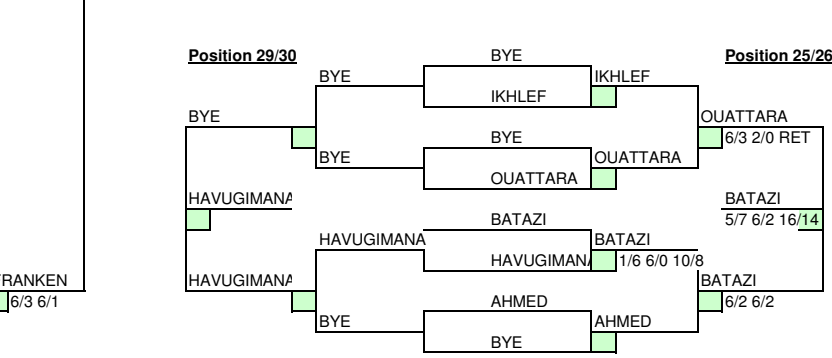 Position 29/30
BYE
Position 25/26
BYE
IKHLEF
IKHLEF
BYE
OUATTARA
BYE
6/3 2/0 RET
BYE
OUATTARA
OUATTARA
HAVUGIMANA
BATAZI
BATAZI
5/7 6/2 16/14
HAVUGIMANA
BATAZI
HAVUGIMANA
1/6 6/0 10/8
RANKEN
HAVUGIMANA
BATAZI
6/3 6/1
AHMED
6/2 6/2
BYE
AHMED
BYE